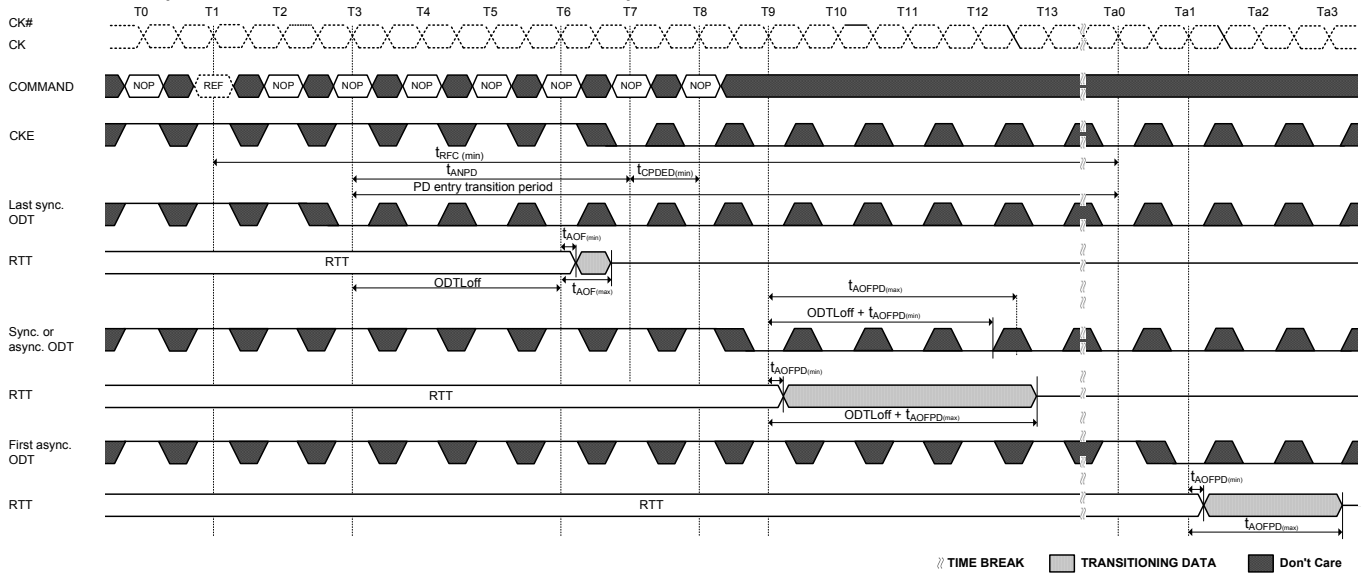 T0 T1 T2 T3 T4 T5 T6 T7 T8 T9 T10 T11 T12 T13 Ta0 Ta1 Ta2 Ta3
CK#
CK
COMMAND NOP REF NOP NOP NOP NOP NOP NOP NOP
CKE
tRFC (min)
tANPD tCPDED(min)
PD entry transition period
Last sync.
ODT
tAOF(min)
RTT RTT
ODTLoff tAOF(max)
tAOFPD(max)
ODTLoff + tAOFPD(min)
Sync. or
async. ODT
tAOFPD(min)
RTT RTT
ODTLoff + tAOFPD(max)
First async.
ODT
tAOFPD(min)
RTT RTT
tAOFPD(max)
TIME BREAK TRANSITIONING DATA Don't Care